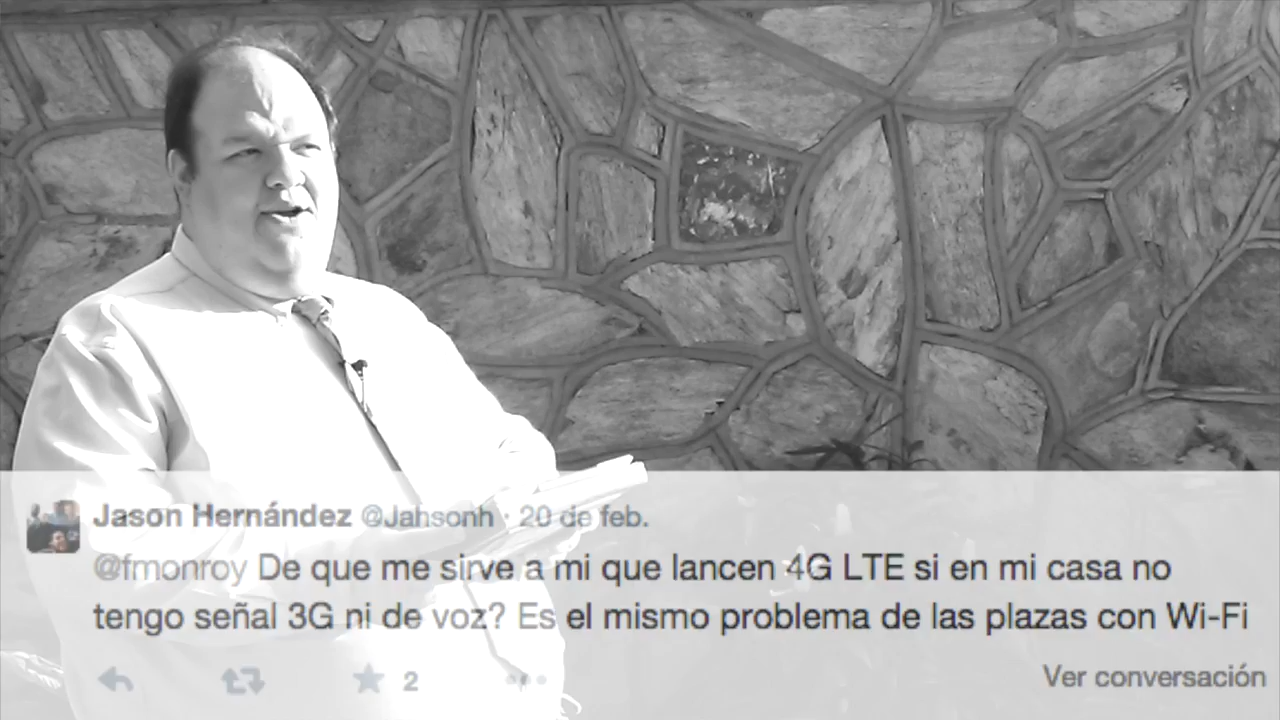 Jason Hernández @Jahsonh · 20 de feb.
@fmonroy De que me sirve a mi que lancen 4G LTE si en mi casa no
tengo señal 3G ni de voz? Es el mismo problema de las plazas con Wi-Fi
2
Ver conversación